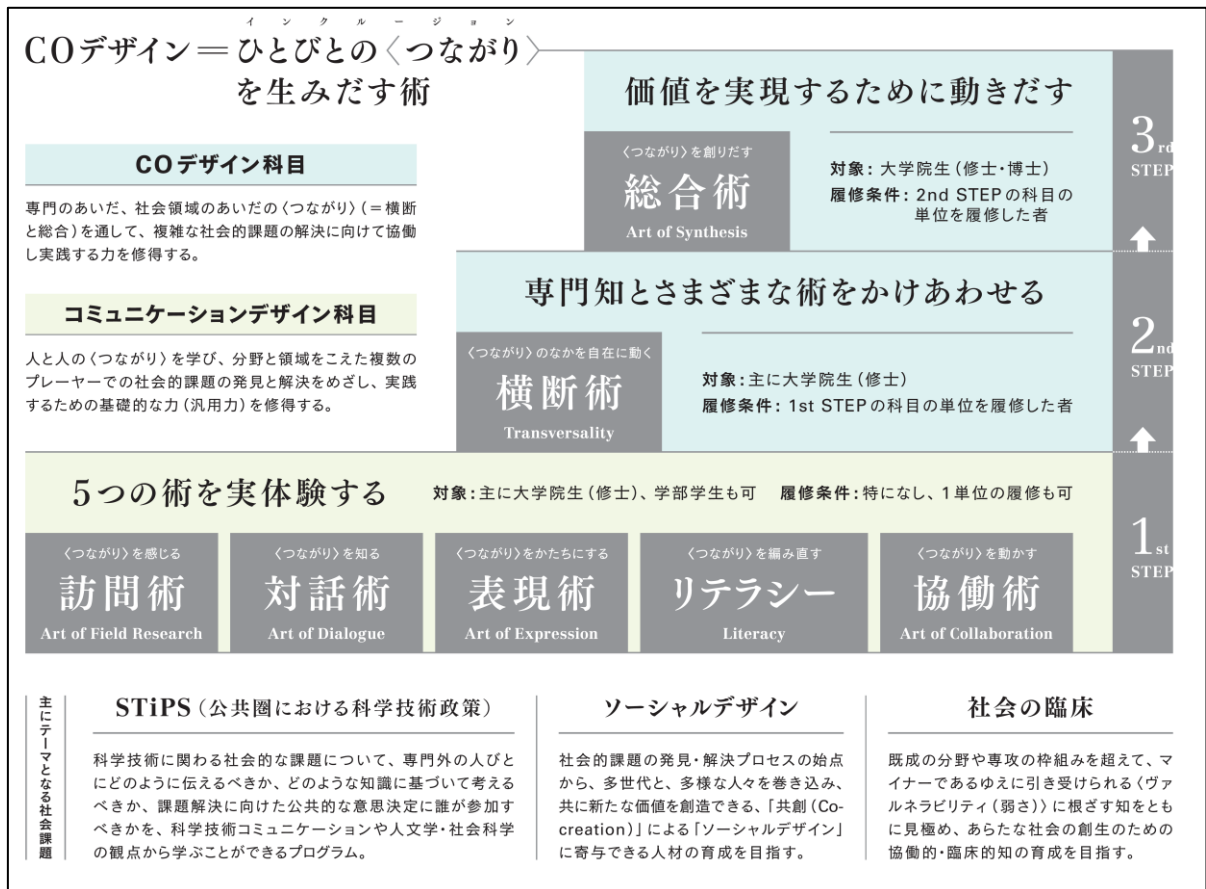 インクルージョン
COデザイン＝ひとびとの〈つながり〉
を生みだす術
COデザイン科目
専門のあいだ、社会領域のあいだの〈つながり〉（＝横断
と総合）を通して、複雑な社会的課題の解決に向けて協働
し実践する力を修得する。
コミュニケーションデザイン科目
人と人の〈つながり〉を学び、分野と領域をこえた複数の
プレーヤーでの社会的課題の発見と解決をめざし、実践
するための基礎的な力（汎用力）を修得する。
価値を実現するために動きだす
〈つながり〉を創りだす
総合術
Art of Synthesis
対象：大学院生（修士・博士）
履修条件：2nd STEPの科目の
単位を履修した者
3rd
STEP
専門知とさまざまな術をかけあわせる
〈つながり〉のなかを自在に動く
横断術
Transversality
対象：主に大学院生（修士）
履修条件：1st STEPの科目の単位を履修した者
2nd
STEP
5つの術を実体験する
対象：主に大学院生（修士）、学部学生も可　履修条件：特になし、1単位の履修も可
〈つながり〉を感じる
訪問術
Art of Field Research
〈つながり〉を知る
対話術
Art of Dialogue
〈つながり〉をかたちにする
表現術
Art of Expression
〈つながり〉を編み直す
リテラシー
Literacy
〈つながり〉を動かす
協働術
Art of Collaboration
1st
STEP
主にテーマとなる社会課題
STiPS（公共圏における科学技術政策）
科学技術に関わる社会的な課題について、専門外の人びと
にどのように伝えるべきか、どのような知識に基づいて考える
べきか、課題解決に向けた公共的な意思決定に誰が参加す
べきかを、科学技術コミュニケーションや人文学・社会科学
の観点から学ぶことができるプログラム。
ソーシャルデザイン
社会的課題の発見・解決プロセスの始点
から、多世代と、多様な人々を巻き込み、
共に新たな価値を創造できる、「共創（Co-
creation）」による「ソーシャルデザイン」
に寄与できる人材の育成を目指す。
社会の臨床
既成の分野や専攻の枠組みを超えて、マ
イナーであるゆえに引き受けられる〈ヴァ
ルネラビリティ（弱さ）〉に根ざす知をとも
に見極め、あらたな社会の創生のための
協働的・臨床的知の育成を目指す。